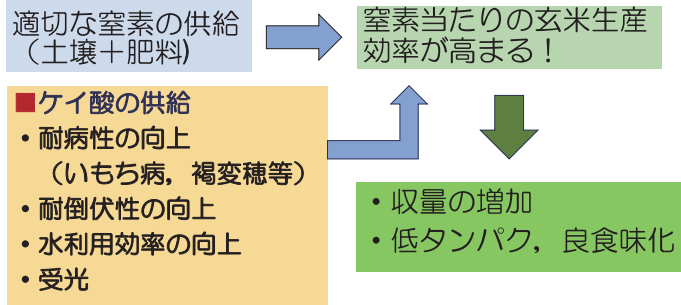 適切な窒素の供給
（土壌＋肥料)
窒素当たりの玄米生産
効率が高まる！
■ケイ酸の供給
・耐病性の向上
（いもち病，褐変穂等）
・耐倒伏性の向上
・水利用効率の向上
・受光
・収量の増加
・低タンパク，良食味化